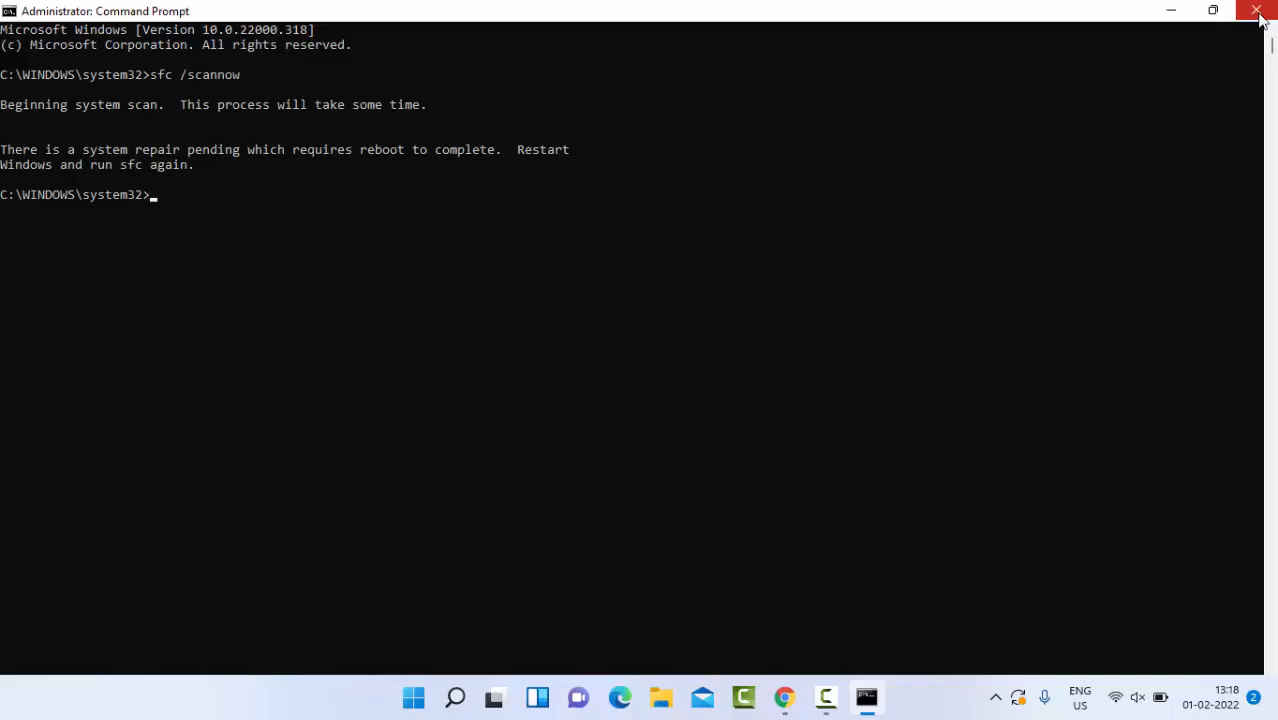 Administrator: Command Prompt
Microsoft Windows [Version 10.0.22000.318]
(c) Microsoft Corporation. All rights reserved.
C:\WINDOWS\system32>sfc /scannow
Beginning system scan.  This process will take some time.
There is a system repair pending which requires reboot to complete.  Restart
Windows and run sfc again.
C:\WINDOWS\system32>
ENG
US
13:18
01-02-2022
2